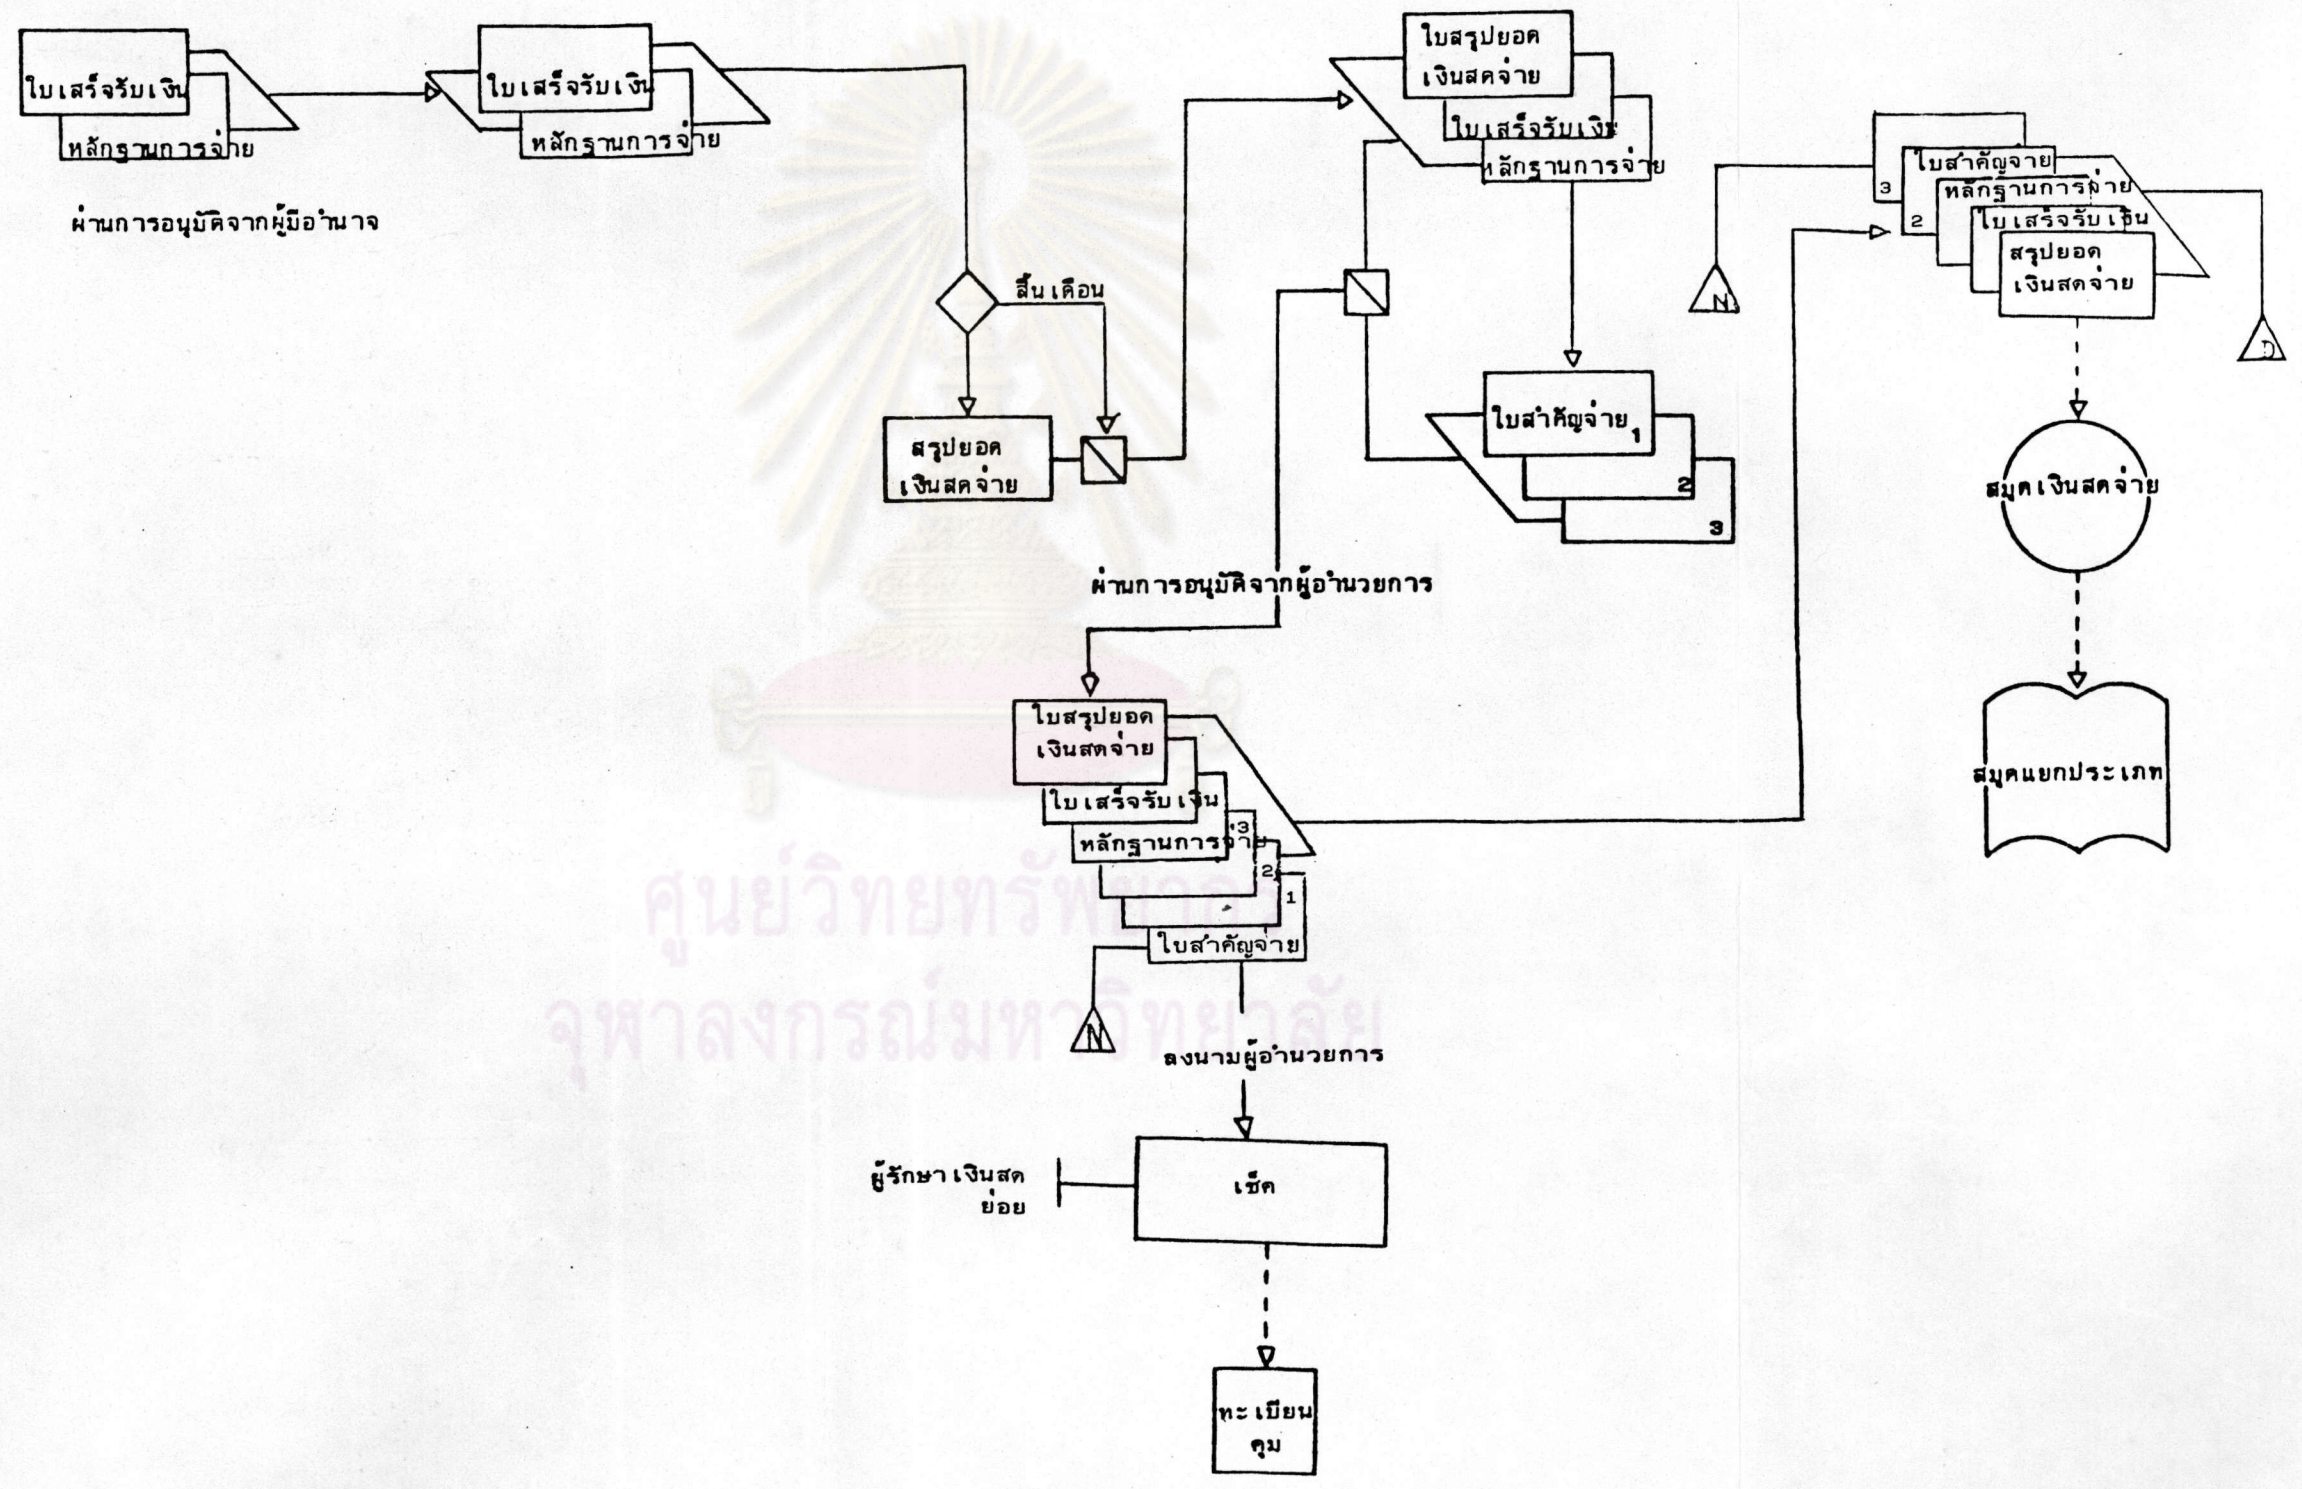 ใบเสร็จรับเงิน
หลักฐานการจ่าย
ผ่านการอนุมัติจากผู้มีอำนาจ
ใบเสร็จรับเงิน
หลักฐานการจ่าย
สิ้นเดือน
สรุปยอด
เงินสดจ่าย
ใบสรุปยอด
เงินสดจ่าย
ใบเสร็จรับเงิน
หลักฐานการจ่าย
ใบสำคัญจ่าย 1
2
3
ผ่านการอนุมัติจากผู้อำนวยการ
ใบสรุปยอด
เงินสดจ่าย
ใบเสร็จรับเงิน
3
หลักฐานการจ่าย
2
1
ใบสำคัญจ่าย
N
ลงนามผู้อำนวยการ
ผู้รักษาเงินสด
ย่อย
เช็ค
ทะเบียน
คุม
N
3
ใบสำคัญจ่าย
หลักฐานการจ่าย
2
ใบเสร็จรับเงิน
สรุปยอด
เงินสดจ่าย
D
สมุดเงินสดจ่าย
สมุดแยกประเภท
ศูนย์วิทยทรัพยากร
จุฬาลงกรณ์มหาวิทยาลัย